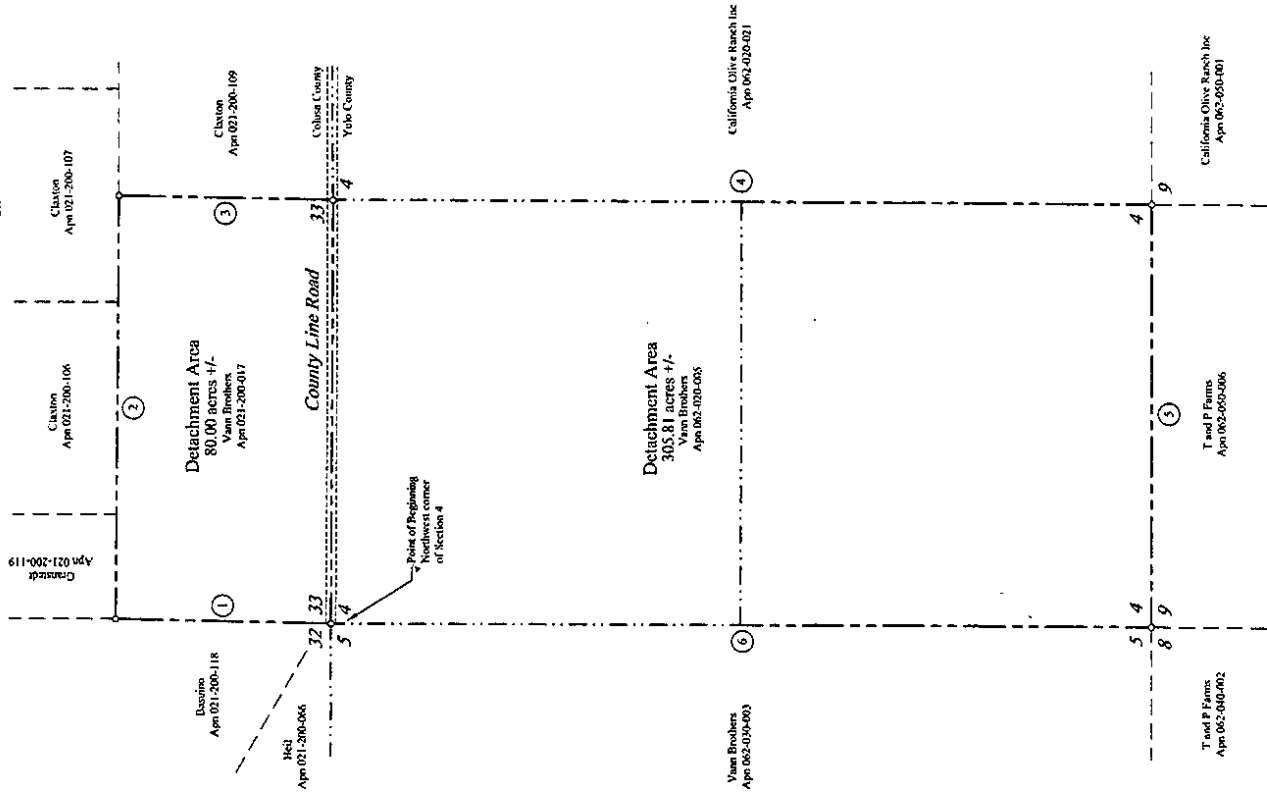 Granstedt
Apn 021-200-119
Claxton
Apn 021-200-106
Claxton
Apn 021-200-107
Claxton
Apn 021-200-109
2
1
3
Detachment Area
80.00 acres +/-
Vann Brothers
Apn 021-200-017
Apn 021-200-118
Heil
Apn 021-200-066
32
33
5
4
County Line Road
33
4
Colusa County
Yolo County
Point of Beginning
Northwest corner
of Section 4
Detachment Area
305.81 acres +/-
Vann Brothers
Apn 062-020-005
California Olive Ranch Inc
Apn 062-020-021
4
6
Vann Brothers
Apn 062-030-003
5
4
8
9
4
9
5
T and P Farms
Apn 062-040-002
T and P Farms
Apn 062-050-006
California Olive Ranch Inc
Apn 062-050-001